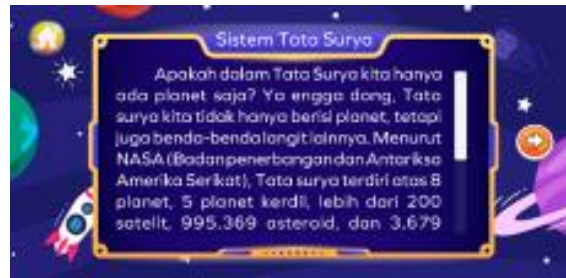 Sistem Tata Surya
Apakah dalam Tata Surya kita hanya
ada planet saja? Ya engga dong, Tata
surya kita tidak hanya berisi planet, tetapi
juga benda-benda langit lainnya. Menurut
NASA (Badan penerbangan dan Antariksa
Amerika Serikat), Tata surya terdiri atas 8
planet, 5 planet kerdil, lebih dari 200
satelit, 995.369 asteroid, dan 3.679